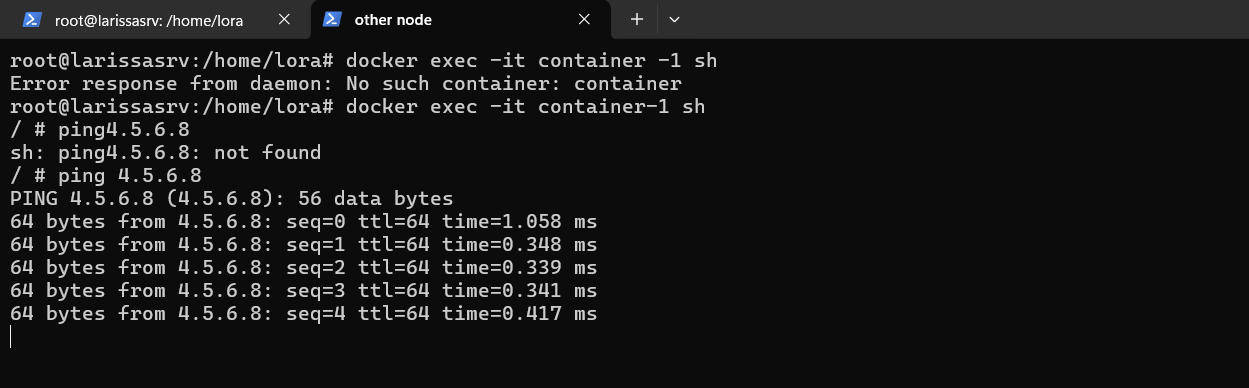 root@larissasrv: /home/lora
other node
root@larissasrv:/home/lora# docker exec -it container -1 sh
Error response from daemon: No such container: container
root@larissasrv:/home/lora# docker exec -it container-1 sh
/ # ping4.5.6.8
sh: ping4.5.6.8: not found
/ # ping 4.5.6.8
PING 4.5.6.8 (4.5.6.8): 56 data bytes
64 bytes from 4.5.6.8: seq=0 ttl=64 time=1.058 ms
64 bytes from 4.5.6.8: seq=1 ttl=64 time=0.348 ms
64 bytes from 4.5.6.8: seq=2 ttl=64 time=0.339 ms
64 bytes from 4.5.6.8: seq=3 ttl=64 time=0.341 ms
64 bytes from 4.5.6.8: seq=4 ttl=64 time=0.417 ms